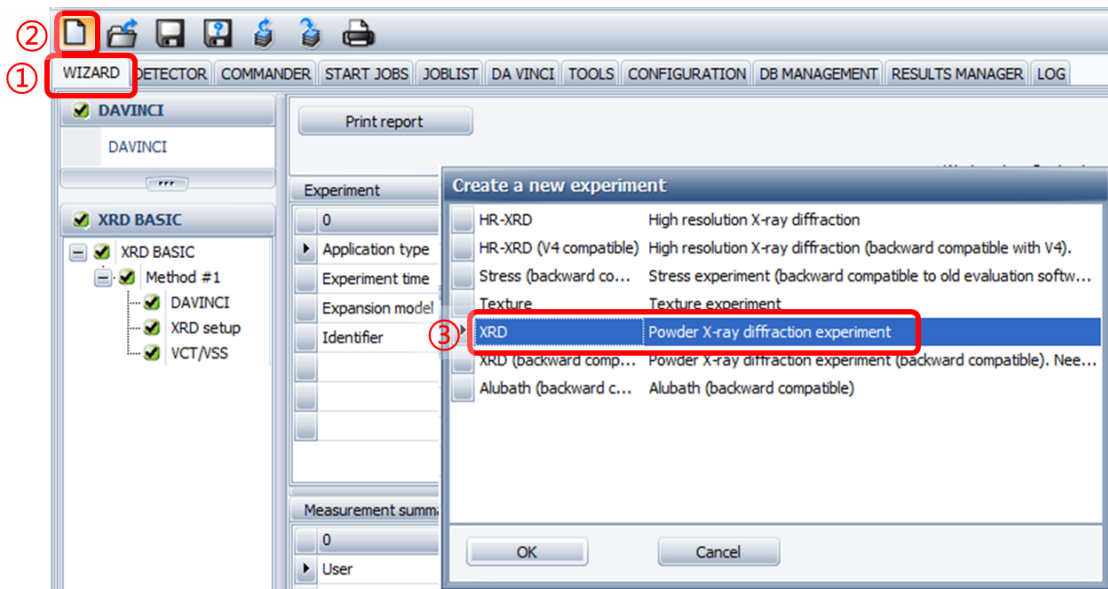 ②
①
WIZARD DETECTOR COMMANDER START JOBS JOBLIST DA VINCI TOOLS CONFIGURATION DB MANAGEMENT RESULTS MANAGER LOG
DAVINCI
DAVINCI
XRD BASIC
XRD BASIC
Method #1
DAVINCI
XRD setup
VCT/VSS
Print report
Experiment
0
Application type
Experiment time
Expansion model
Identifier
Measurement summ
0
User
Create a new experiment
HR-XRD High resolution X-ray diffraction
HR-XRD (V4 compatible) High resolution X-ray diffraction (backward compatible with V4).
Stress (backward co... Stress experiment (backward compatible to old evaluation softw...
Texture Texture experiment
③ XRD Powder X-ray diffraction experiment
XRD (backward comp... Powder X-ray diffraction experiment (backward compatible). Nee...
Alubath (backward c... Alubath (backward compatible)
OK Cancel